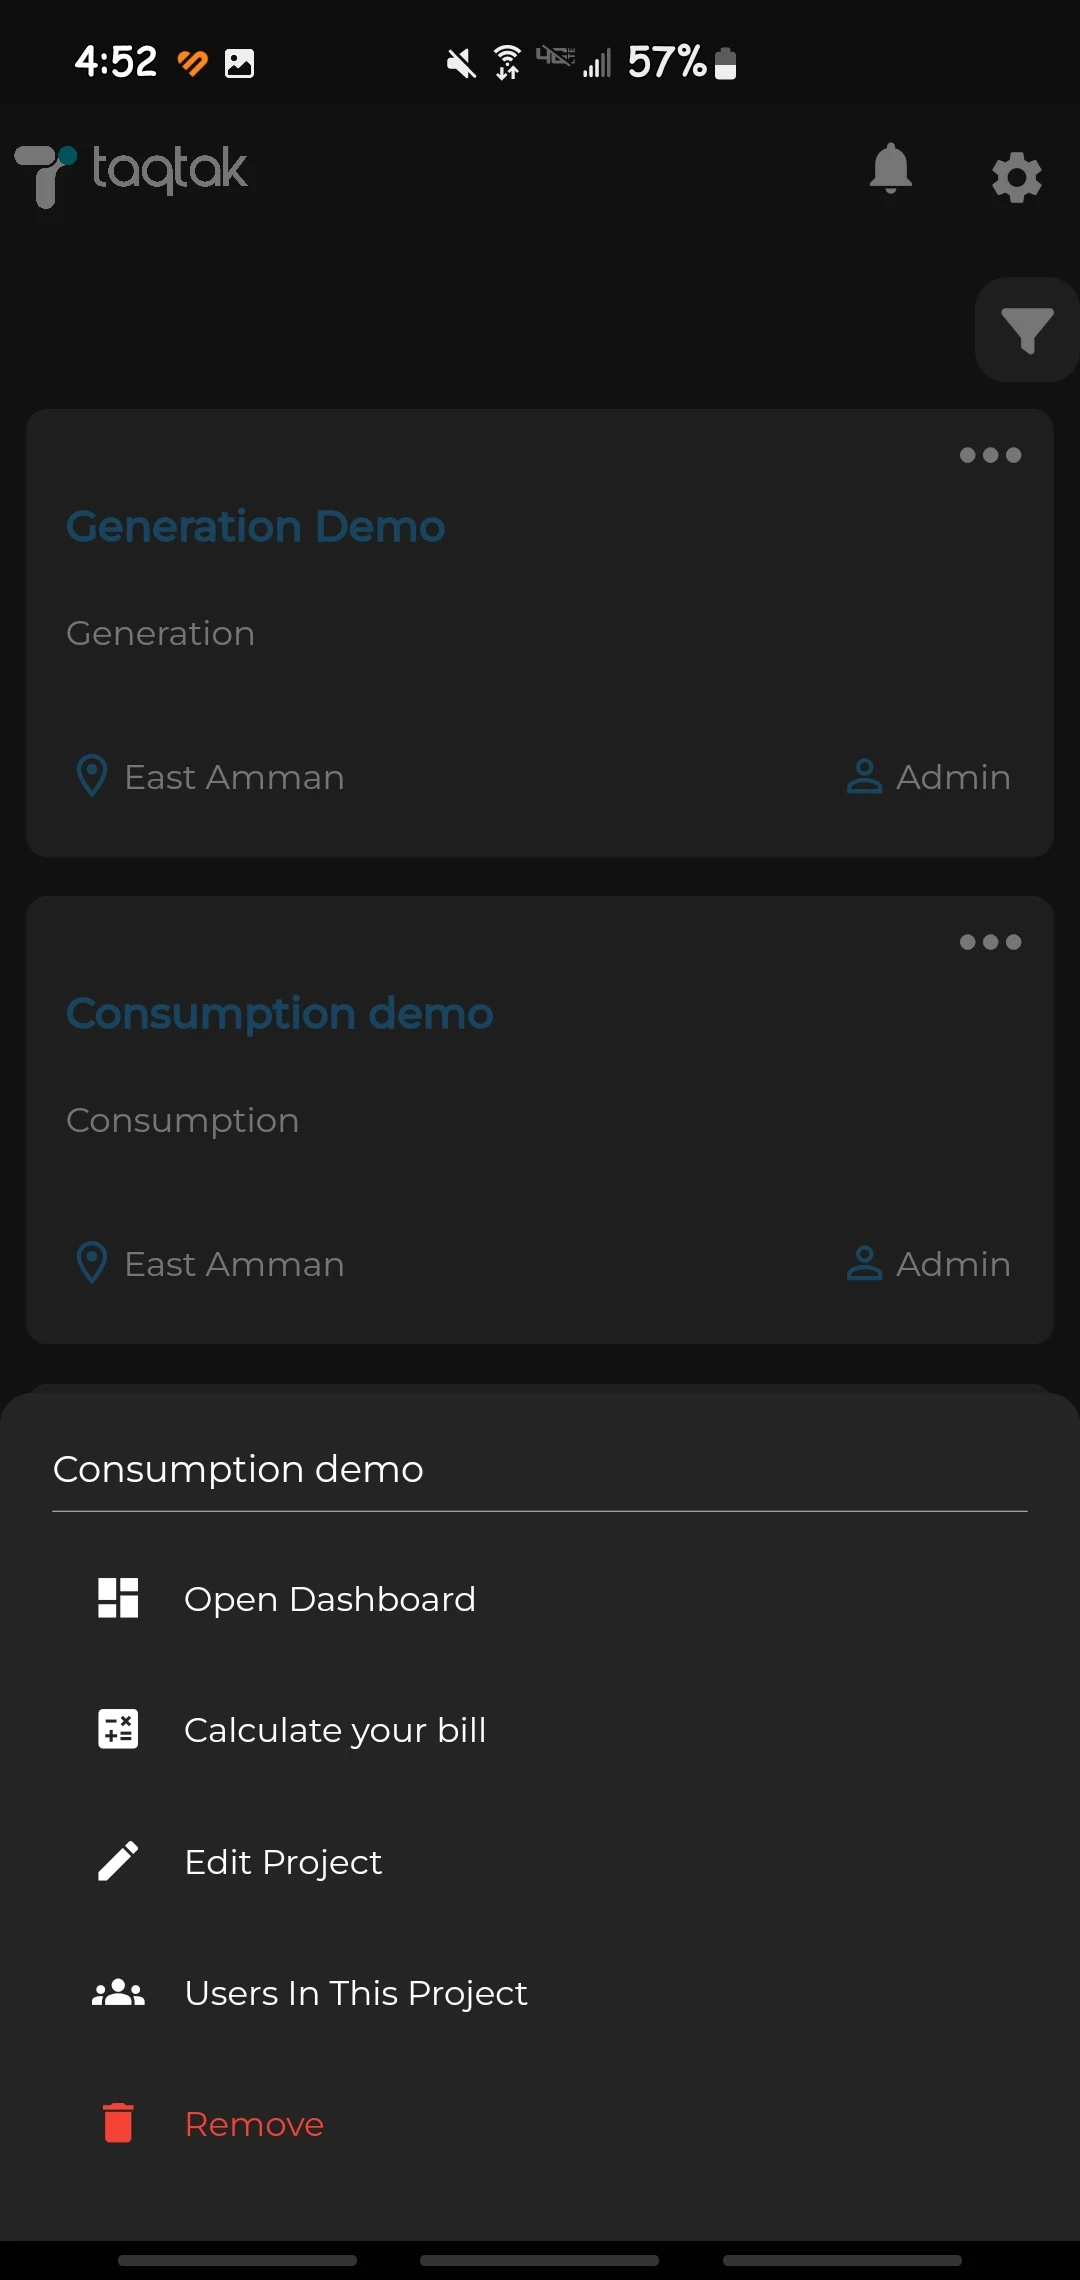 4:52
57%
taqtak
Generation Demo
Generation
East Amman
Admin
Consumption demo
Consumption
East Amman
Admin
Consumption demo
Open Dashboard
Calculate your bill
Edit Project
Users In This Project
Remove